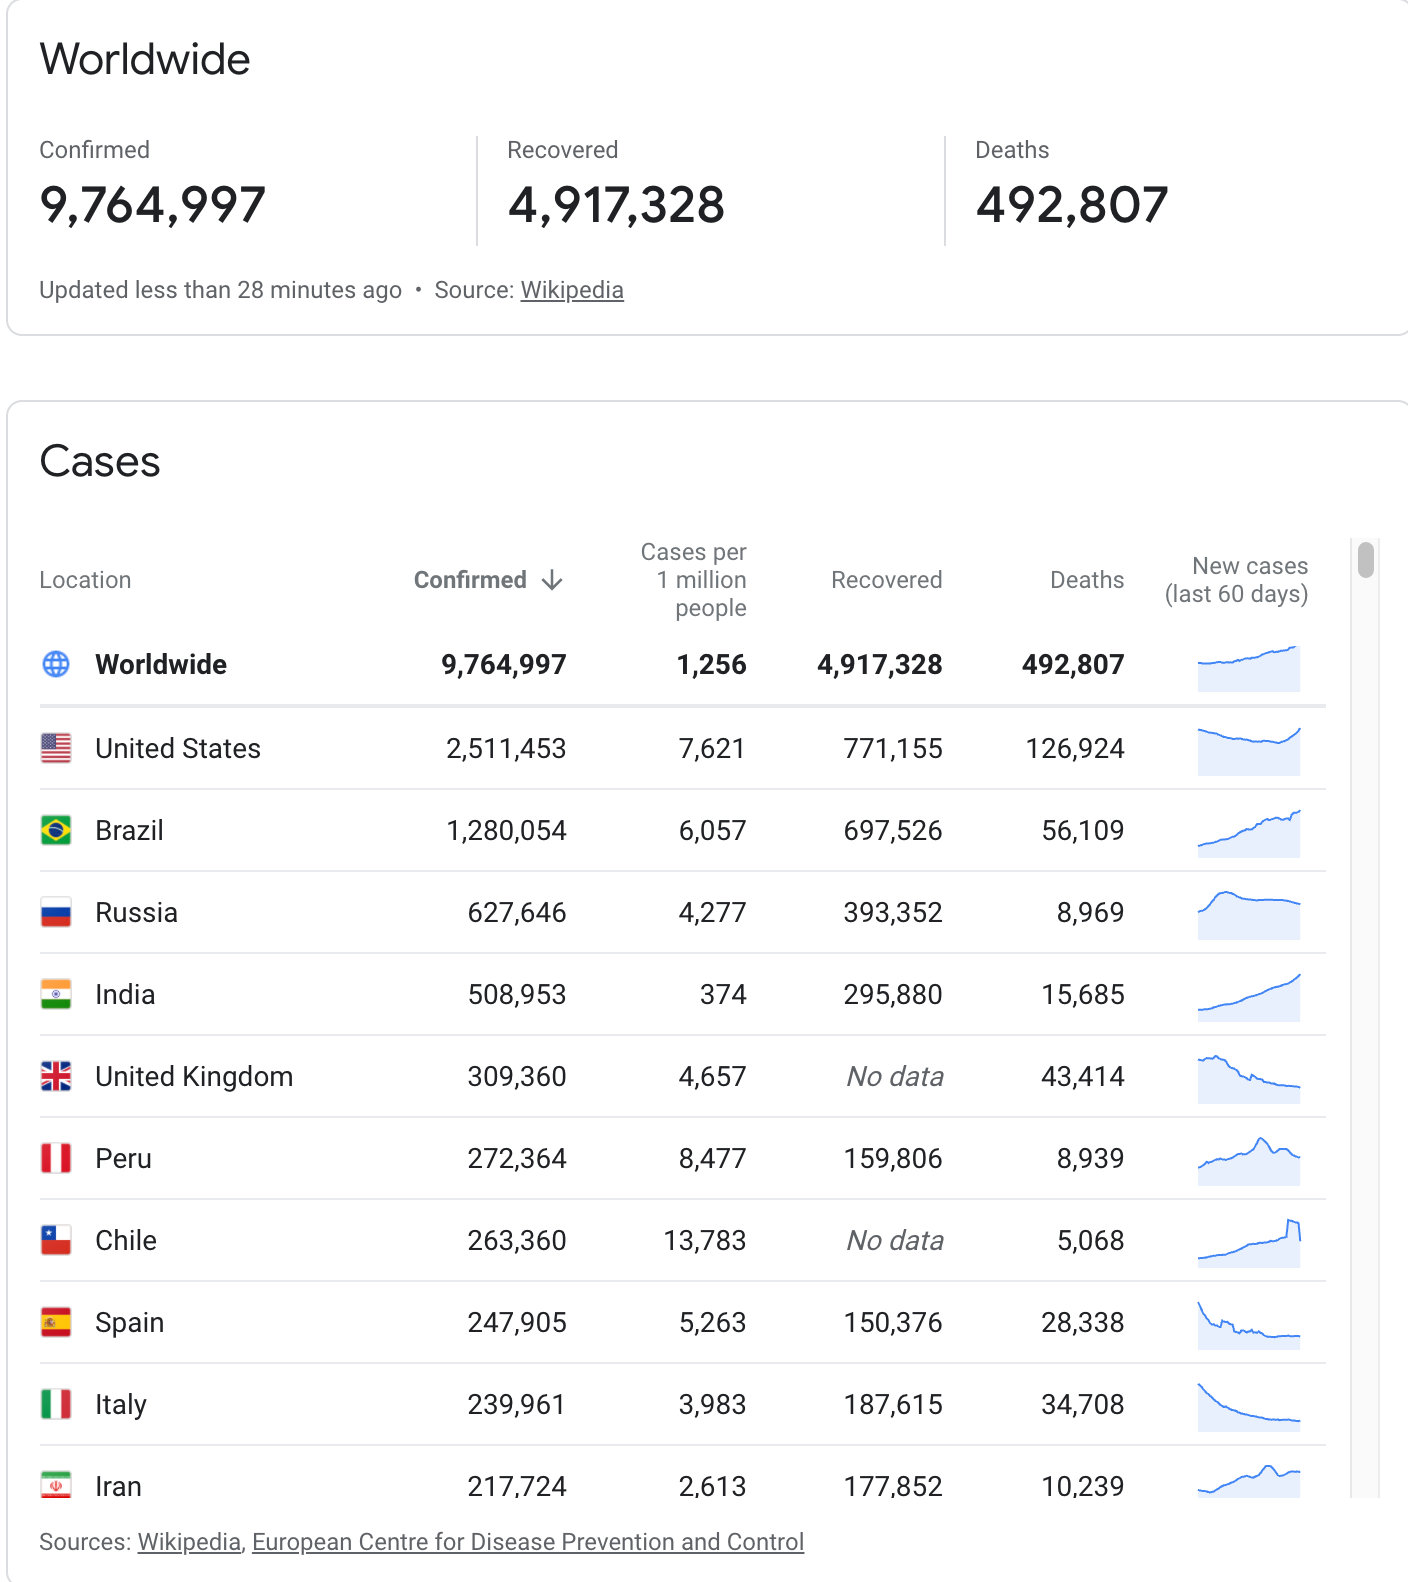 Worldwide
Confirmed Recovered Deaths
9,764,997 4,917,328 492,807
Updated less than 28 minutes ago • Source: Wikipedia
Cases
Location Confirmed Cases per 1 million people Recovered Deaths New cases (last 60 days)
Worldwide 9,764,997 1,256 4,917,328 492,807
United States 2,511,453 7,621 771,155 126,924
Brazil 1,280,054 6,057 697,526 56,109
Russia 627,646 4,277 393,352 8,969
India 508,953 374 295,880 15,685
United Kingdom 309,360 4,657 No data 43,414
Peru 272,364 8,477 159,806 8,939
Chile 263,360 13,783 No data 5,068
Spain 247,905 5,263 150,376 28,338
Italy 239,961 3,983 187,615 34,708
Iran 217,724 2,613 177,852 10,239
Sources: Wikipedia, European Centre for Disease Prevention and Control